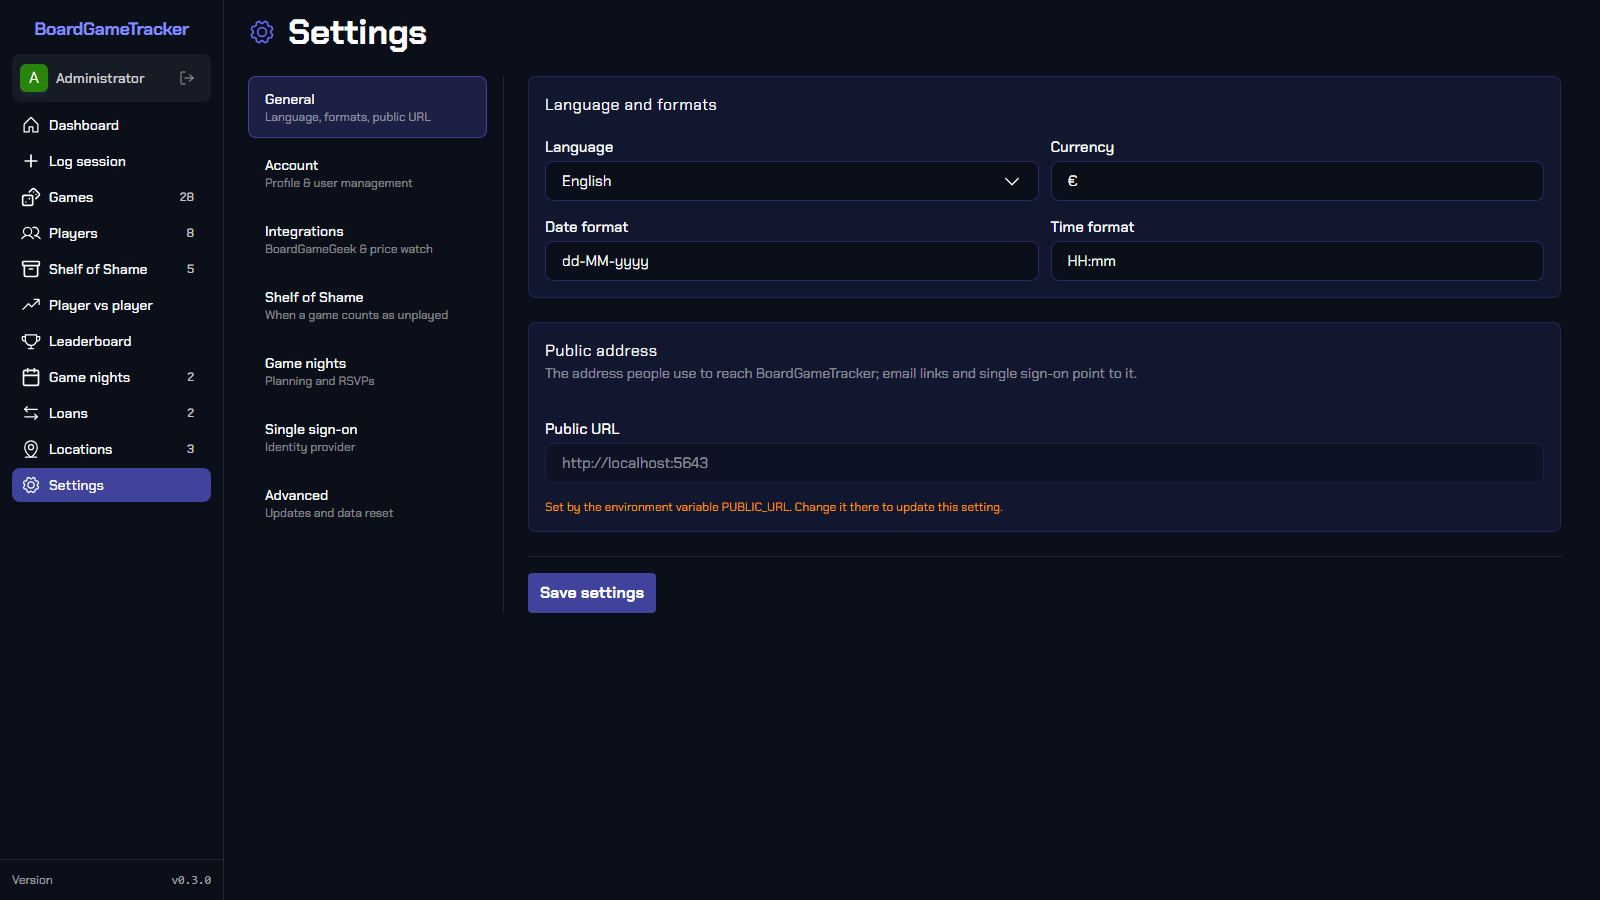 BoardGameTracker
A
Administrator
Dashboard
Log session
Games 28
Players 8
Shelf of Shame 5
Player vs player
Leaderboard
Game nights 2
Loans 2
Locations 3
Settings
Version v0.3.0
Settings
General
Language, formats, public URL
Account
Profile & user management
Integrations
BoardGameGeek & price watch
Shelf of Shame
When a game counts as unplayed
Game nights
Planning and RSVPs
Single sign-on
Identity provider
Advanced
Updates and data reset
Language and formats
Language Currency
English €
Date format Time format
dd-MM-yyyy HH:mm
Public address
The address people use to reach BoardGameTracker; email links and single sign-on point to it.
Public URL
http://localhost:5643
Set by the environment variable PUBLIC_URL. Change it there to update this setting.
Save settings